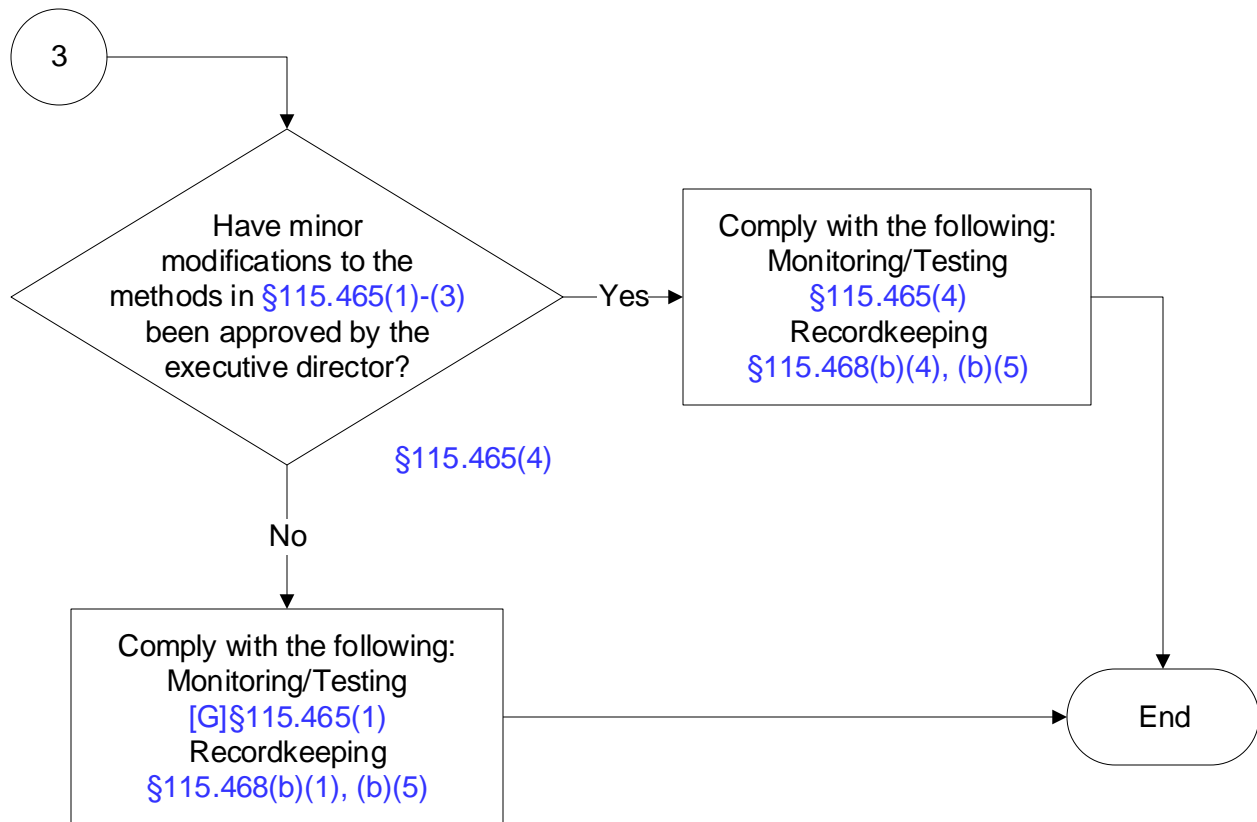 3
Have minor
modifications to the
methods in §115.465(1)-(3)
been approved by the
executive director?
Yes
Comply with the following:
Monitoring/Testing
§115.465(4)
Recordkeeping
§115.468(b)(4), (b)(5)
§115.465(4)
No
Comply with the following:
Monitoring/Testing
[G]§115.465(1)
Recordkeeping
§115.468(b)(1), (b)(5)
End